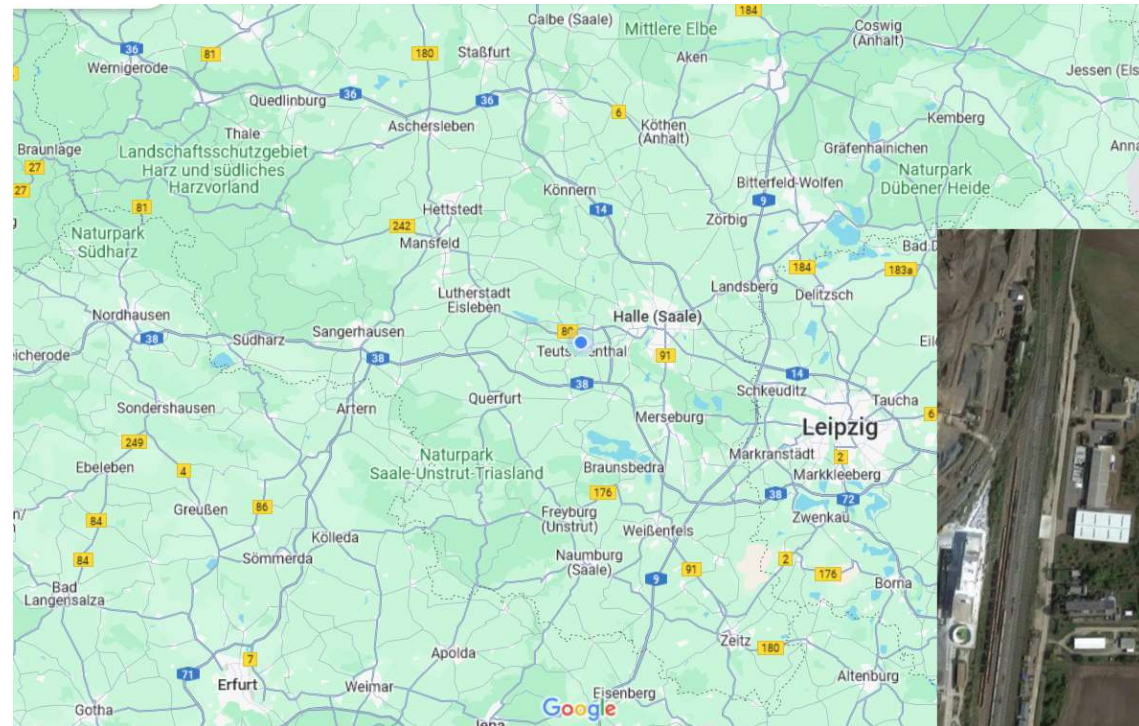 184
Calbe (Saale)
Mittlere Elbe
Coswig
(Anhalt)
36
81
180
Staßfurt
Aken
Wernigerode
Jessen (Els
Quedlinburg
36
36
6
Kemberg
Aschersleben
Köthen
(Anhalt)
Thale
Braunlage
Landschaftsschutzgebiet
Harz und südliches
Harzvorland
Gräfenhainichen
Anna
27
Naturpark
Dübener Heide
27
Könnern
Bitterfeld-Wolfen
81
Hettstedt
14
9
Zörbig
242
Naturpark
Südharz
Mansfeld
Bad D
184
183a
Landsberg
Lutherstadt
Eisleben
Delitzsch
Nordhausen
Halle (Saale)
Sangerhausen
80
38
Südharz
Eil
eicherode
38
91
14
38
Schkeuditz
Querfurt
Taucha
Sondershausen
Artern
Merseburg
6
Leipzig
249
Naturpark
Saale-Unstrut-Triasland
Markranstädt
2
Ebeleben
4
Braunsbedra
Markkleeberg
176
38
72
86
Greußen
Freyburg
(Unstrut)
Zwenkau
84
Weißenfels
Kölleda
84
Sömmerda
Naumburg
(Saale)
2
91
176
9
Bad
Langensalza
Borna
Zeitz
180
7
Apolda
71
Altenburg
Erfurt
Weimar
Eisenberg
Gotha
Google
Jena